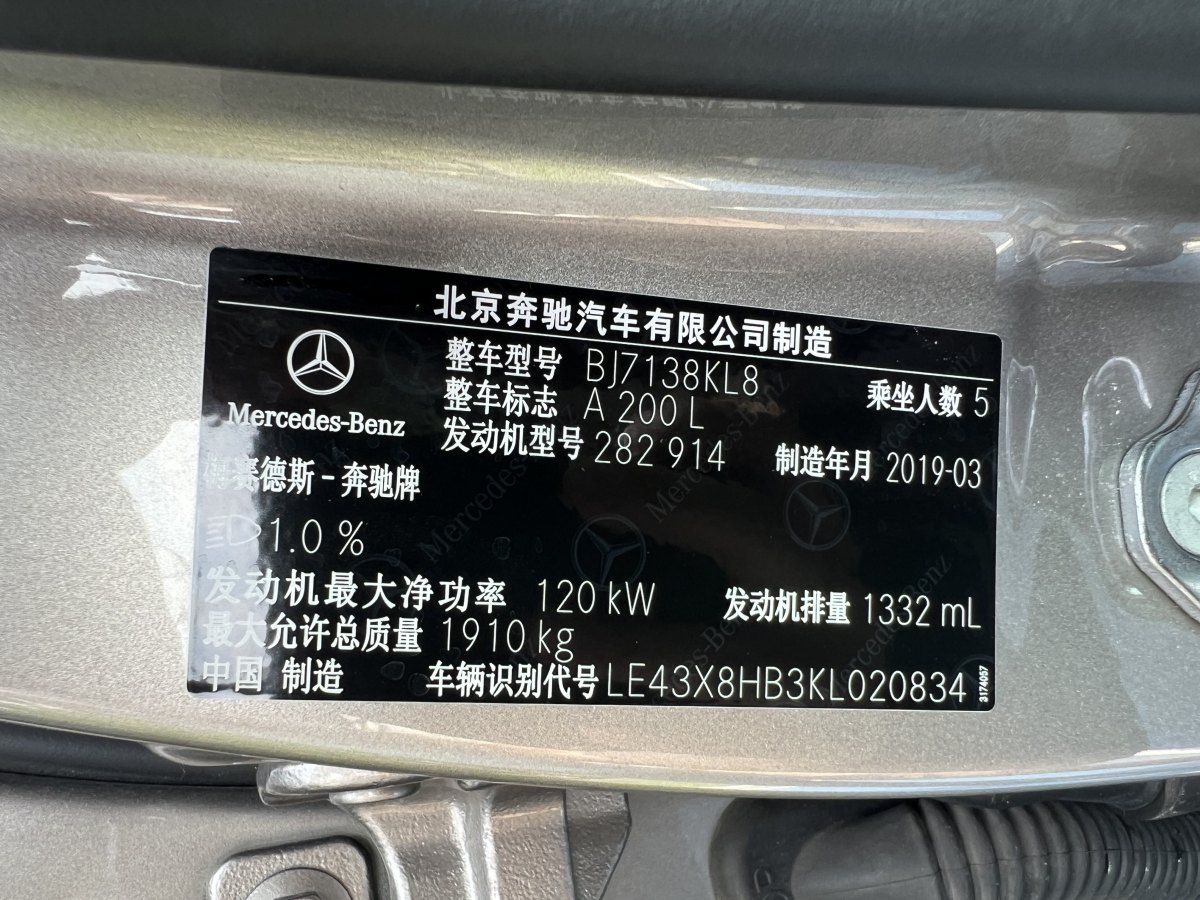 北京奔驰汽车有限公司制造
Mercedes-Benz
整车型号 BJ7138KL8
乘坐人数 5
整车标志 A 200 L
发动机型号 282 914
制造年月 2019-03
梅赛德斯-奔驰牌
1.0 %
发动机最大净功率 120 kW
发动机排量 1332 mL
最大允许总质量 1910 kg
中国 制造
车辆识别代号 LE43X8HB3KL020834
3174057